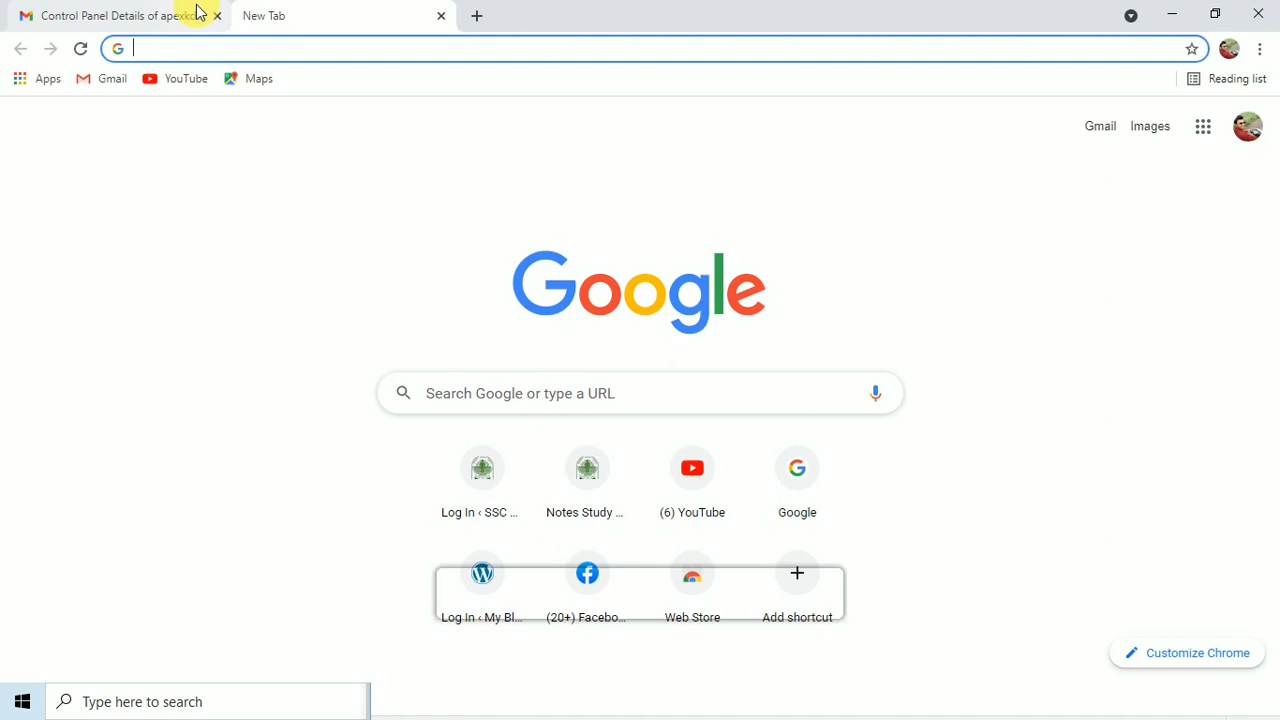 Control Panel Details of apexko
New Tab
Apps
Gmail
YouTube
Maps
Reading list
Gmail
Images
Google
Search Google or type a URL
Log In ‹ SSC ...
Notes Study ...
(6) YouTube
Google
Log In ‹ My Bl...
(20+) Facebo...
Web Store
Add shortcut
Customize Chrome
Type here to search